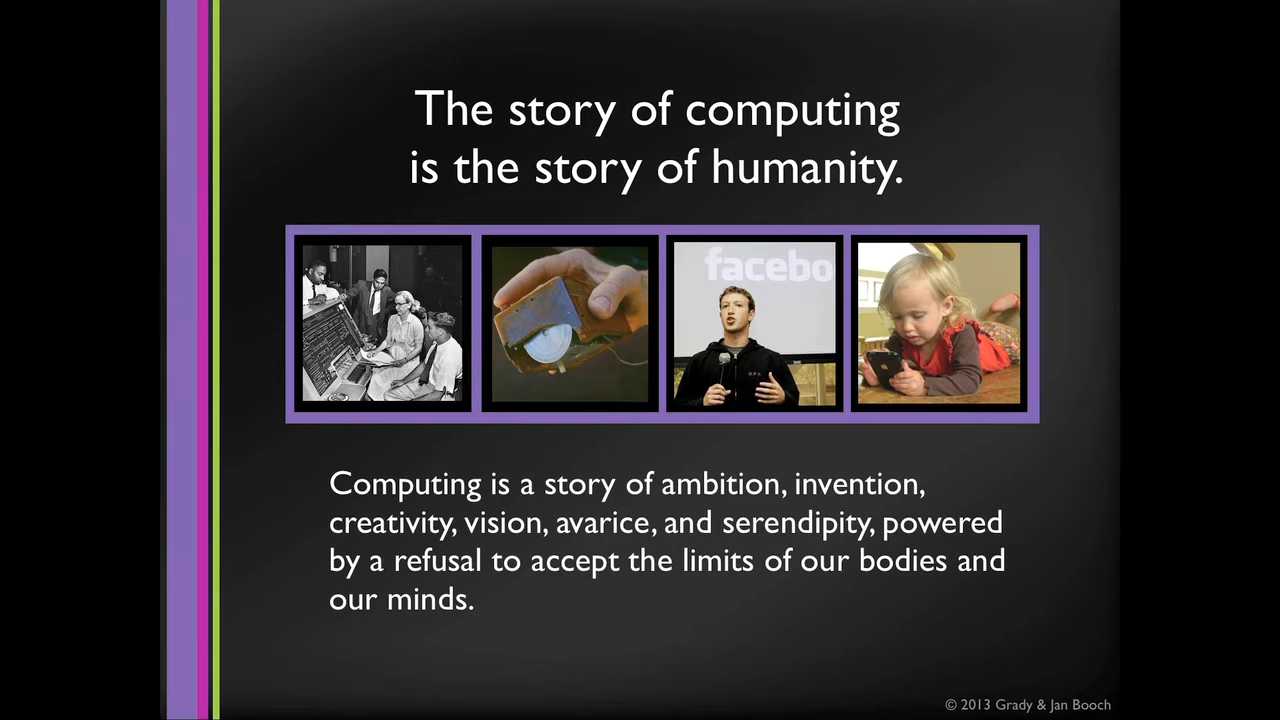 The story of computing
is the story of humanity.
facebo
Computing is a story of ambition, invention,
creativity, vision, avarice, and serendipity, powered
by a refusal to accept the limits of our bodies and
our minds.
© 2013 Grady & Jan Booch